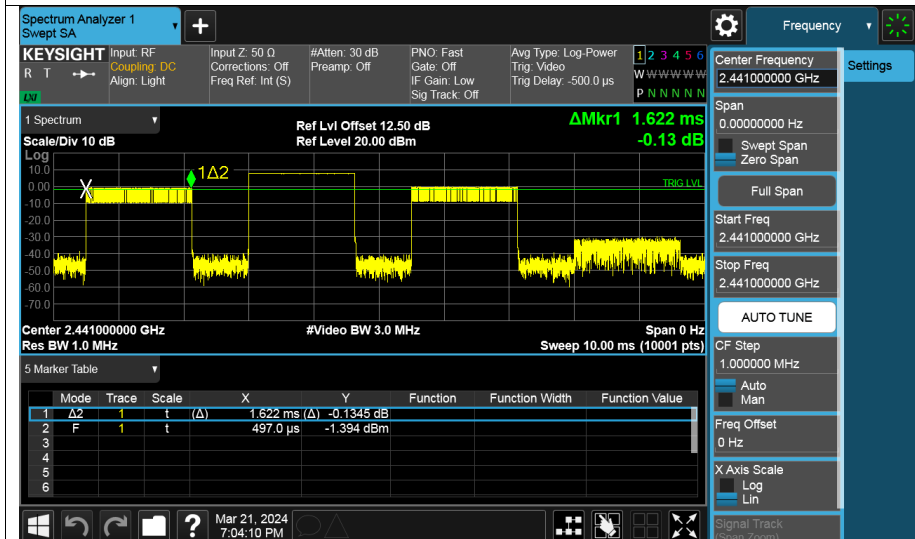 Spectrum Analyzer 1
Swept SA
+
Frequency
KEYSIGHT
R T
LXI
Input: RF
Coupling: DC
Align: Light
Input Z: 50 Ω
Corrections: Off
Freq Ref: Int (S)
#Atten: 30 dB
Preamp: Off
PNO: Fast
Gate: Off
IF Gain: Low
Sig Track: Off
Avg Type: Log-Power
Trig: Video
Trig Delay: -500.0 µs
1 2 3 4 5 6
W W W W W W
P N N N N N
Center Frequency
2.441000000 GHz
Settings
1 Spectrum
Scale/Div 10 dB
Ref Lvl Offset 12.50 dB
Ref Level 20.00 dBm
ΔMkr1 1.622 ms
-0.13 dB
Span
0.00000000 Hz
Swept Span
Zero Span
Full Span
Start Freq
2.441000000 GHz
Stop Freq
2.441000000 GHz
AUTO TUNE
CF Step
1.000000 MHz
Auto
Man
Freq Offset
0 Hz
X Axis Scale
Log
Lin
Signal Track
(Span Zoom)
Log
10.0
0.00
-10.0
-20.0
-30.0
-40.0
-50.0
-60.0
-70.0
X
1Δ2
TRIG LVL
Center 2.441000000 GHz
Res BW 1.0 MHz
#Video BW 3.0 MHz
Span 0 Hz
Sweep 10.00 ms (10001 pts)
5 Marker Table
Mode Trace Scale X Y Function Function Width Function Value
1 Δ2 1 t (Δ) 1.622 ms (Δ) -0.1345 dB
2 F 1 t 497.0 µs -1.394 dBm
3
4
5
6
?
Mar 21, 2024
7:04:10 PM